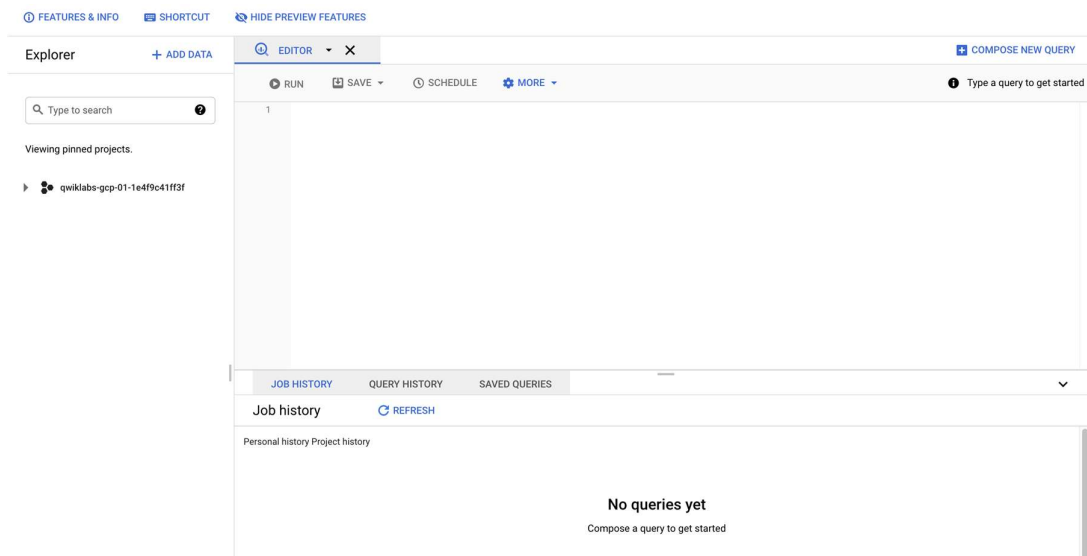 FEATURES & INFO SHORTCUT HIDE PREVIEW FEATURES
Explorer + ADD DATA
EDITOR
COMPOSE NEW QUERY
RUN SAVE SCHEDULE MORE
Type a query to get started
Type to search
1
Viewing pinned projects.
qwiklabs-gcp-01-1e4f9c41ff3f
JOB HISTORY QUERY HISTORY SAVED QUERIES
Job history REFRESH
Personal history Project history
No queries yet
Compose a query to get started